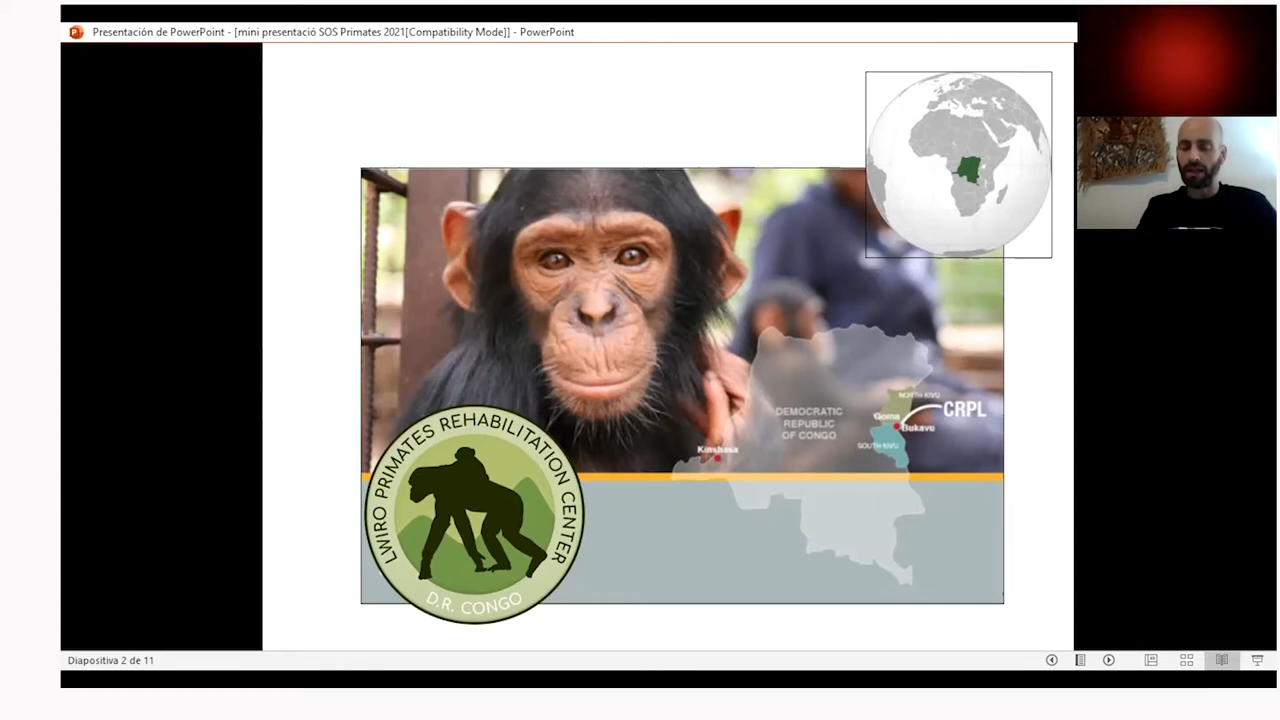 Presentación de PowerPoint - [mini presentació SOS Primates 2021[Compatibility Mode]] - PowerPoint
NORTH KIVU
CRPL
DEMOCRATIC
REPUBLIC
OF CONGO
Goma
Bukavu
SOUTH KIVU
Kinshasa
LWIRO PRIMATES REHABILITATION CENTER
D.R. CONGO
Diapositiva 2 de 11